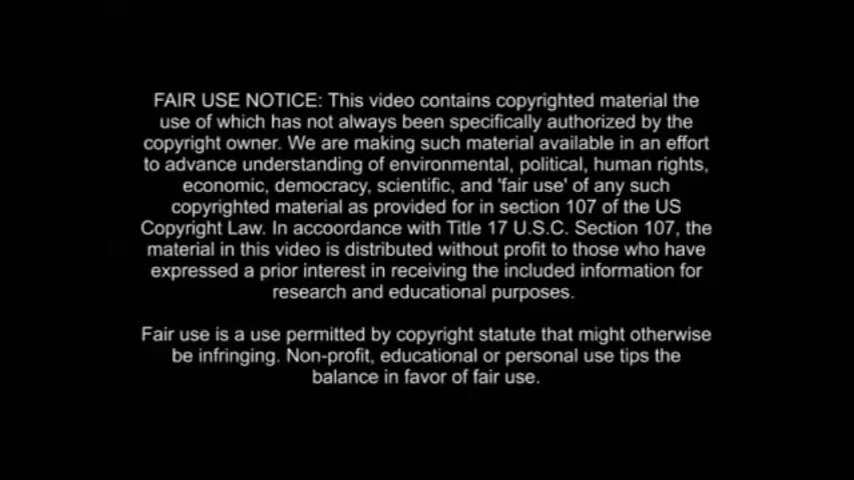 FAIR USE NOTICE: This video contains copyrighted material the
use of which has not always been specifically authorized by the
copyright owner. We are making such material available in an effort
to advance understanding of environmental, political, human rights,
economic, democracy, scientific, and 'fair use' of any such
copyrighted material as provided for in section 107 of the US
Copyright Law. In accoordance with Title 17 U.S.C. Section 107, the
material in this video is distributed without profit to those who have
expressed a prior interest in receiving the included information for
research and educational purposes.
Fair use is a use permitted by copyright statute that might otherwise
be infringing. Non-profit, educational or personal use tips the
balance in favor of fair use.